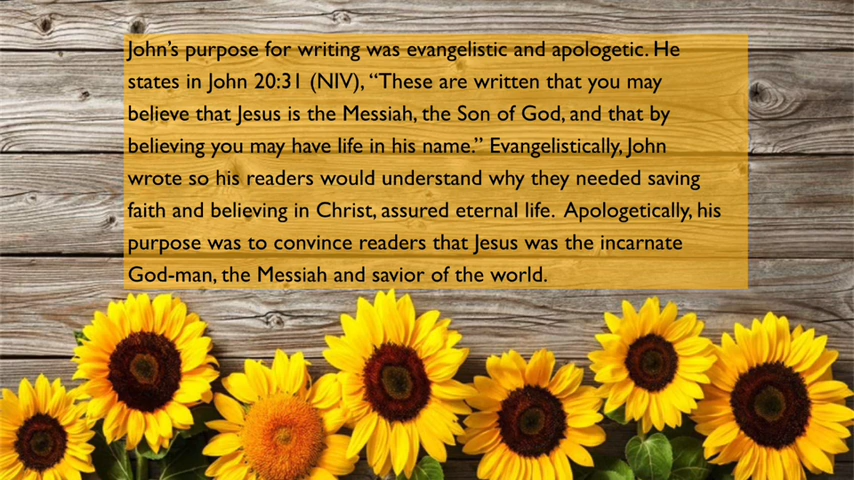 John’s purpose for writing was evangelistic and apologetic. He
states in John 20:31 (NIV), “These are written that you may
believe that Jesus is the Messiah, the Son of God, and that by
believing you may have life in his name.” Evangelistically, John
wrote so his readers would understand why they needed saving
faith and believing in Christ, assured eternal life.  Apologetically, his
purpose was to convince readers that Jesus was the incarnate
God-man, the Messiah and savior of the world.